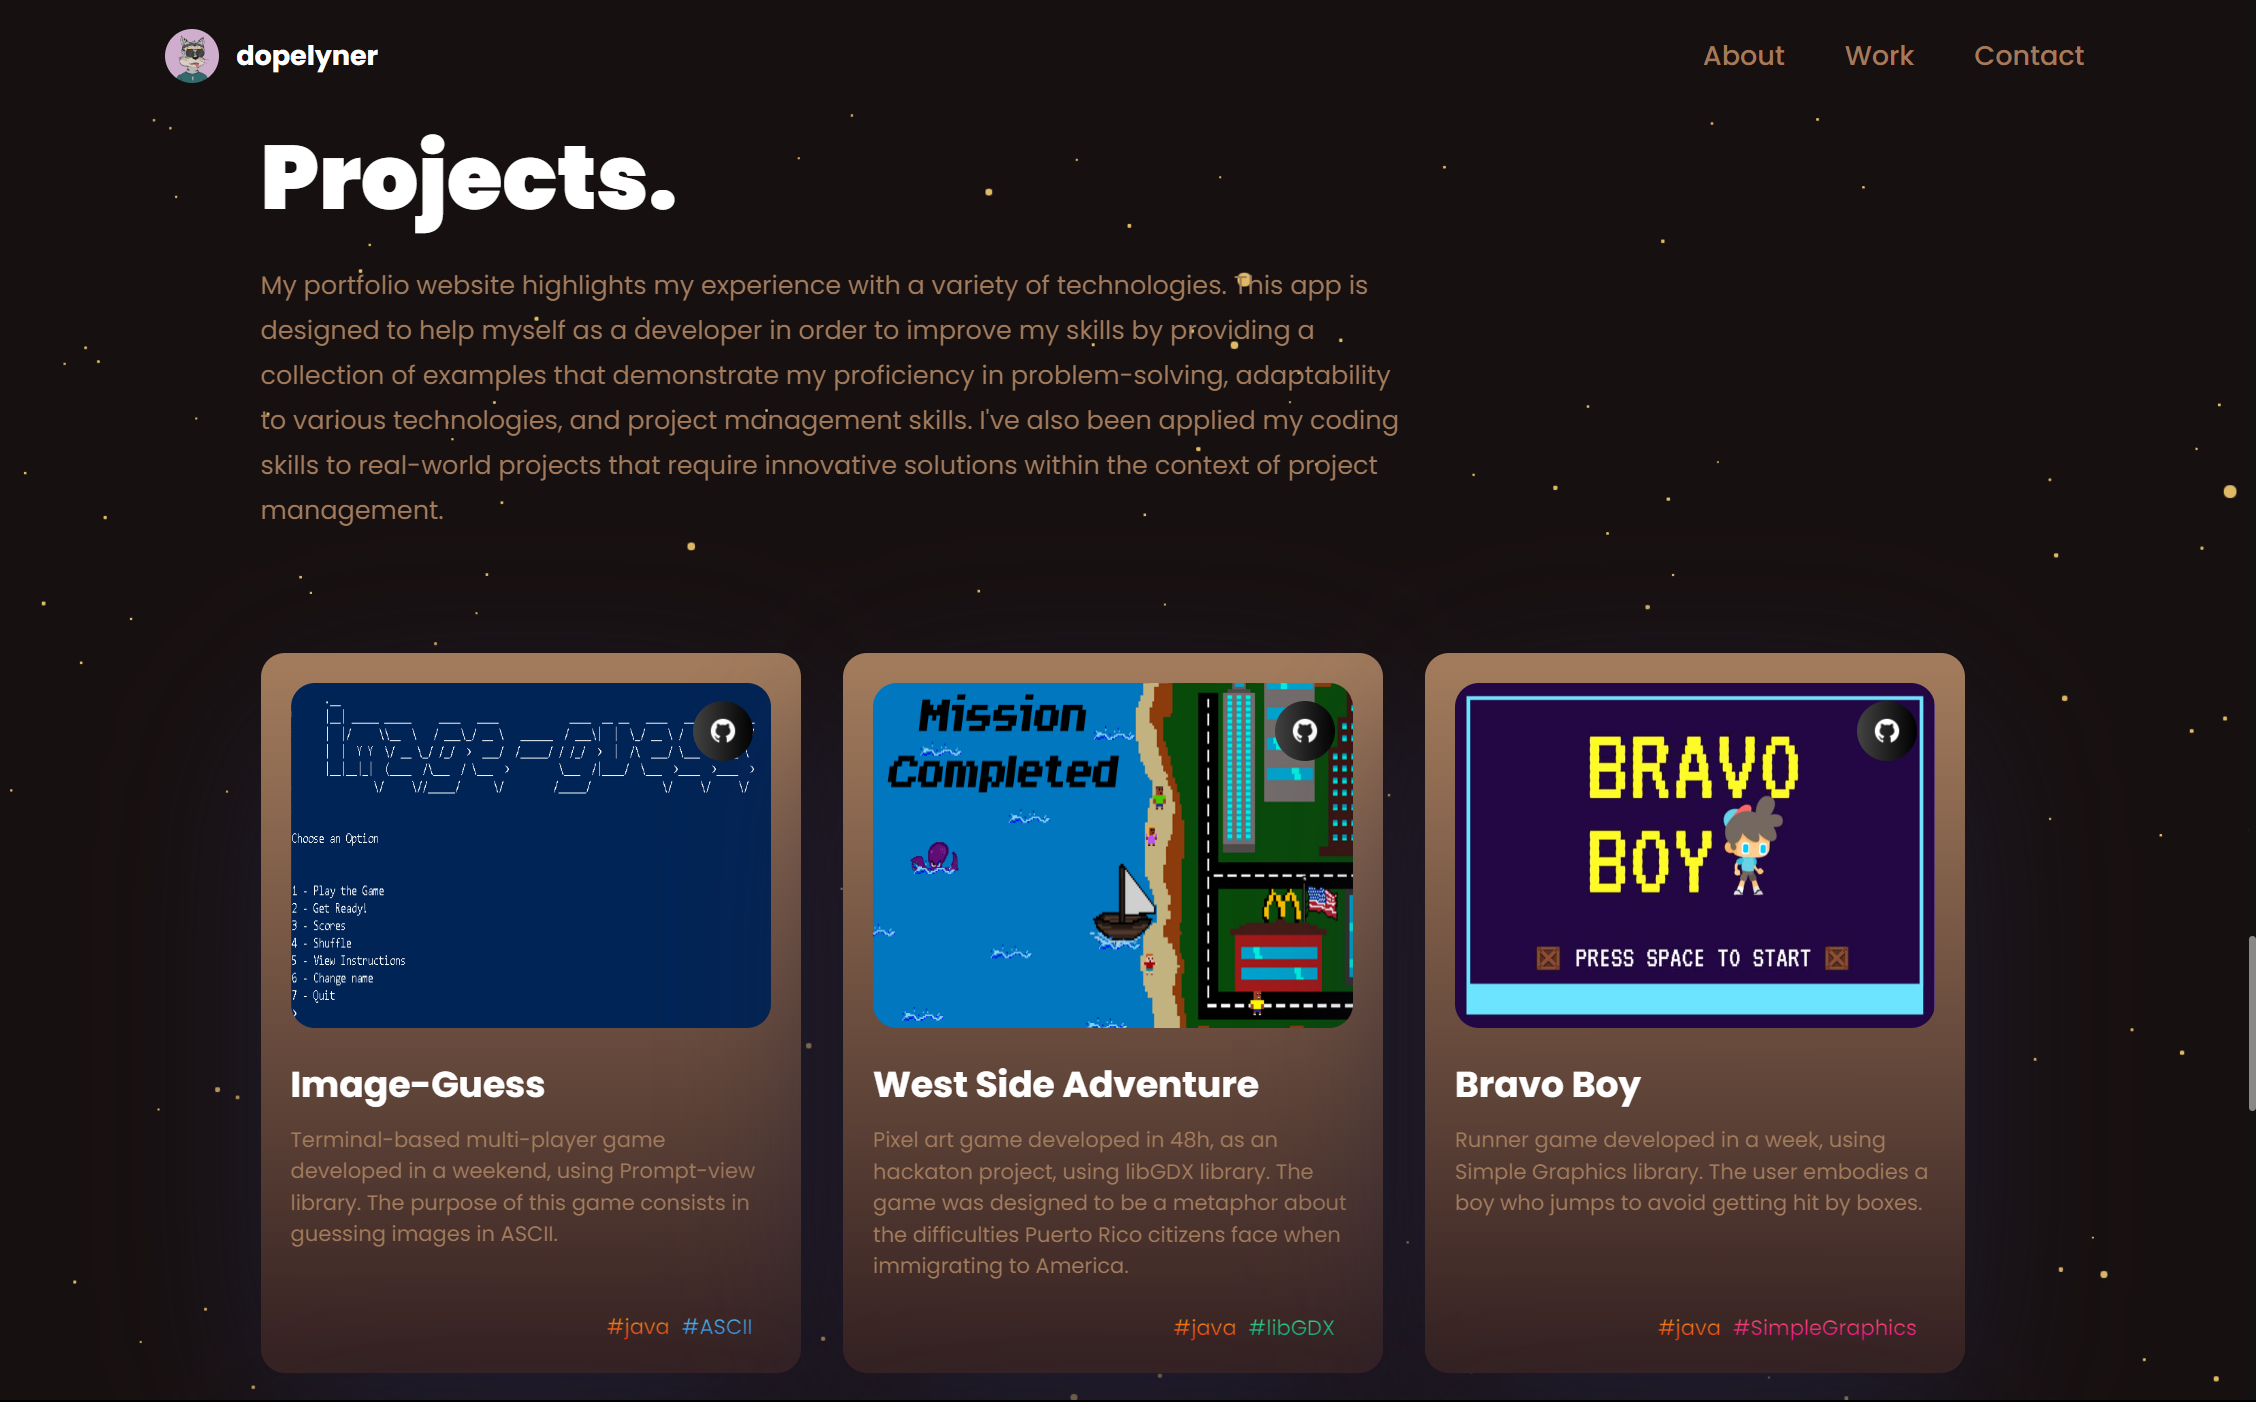 dopelyner
About
Work
Contact
Projects.
My portfolio website highlights my experience with a variety of technologies. This app is
designed to help myself as a developer in order to improve my skills by providing a
collection of examples that demonstrate my proficiency in problem-solving, adaptability
to various technologies, and project management skills. I've also been applied my coding
skills to real-world projects that require innovative solutions within the context of project
management.
Choose an Option
1 - Play the Game
2 - Get Ready!
3 - Scores
4 - Shuffle
5 - View Instructions
6 - Change name
7 - Quit
>
Image-Guess
Terminal-based multi-player game
developed in a weekend, using Prompt-view
library. The purpose of this game consists in
guessing images in ASCII.
#java #ASCII
Mission
Completed
West Side Adventure
Pixel art game developed in 48h, as an
hackaton project, using libGDX library. The
game was designed to be a metaphor about
the difficulties Puerto Rico citizens face when
immigrating to America.
#java #libGDX
BRAVO
BOY
PRESS SPACE TO START
Bravo Boy
Runner game developed in a week, using
Simple Graphics library. The user embodies a
boy who jumps to avoid getting hit by boxes.
#java #SimpleGraphics